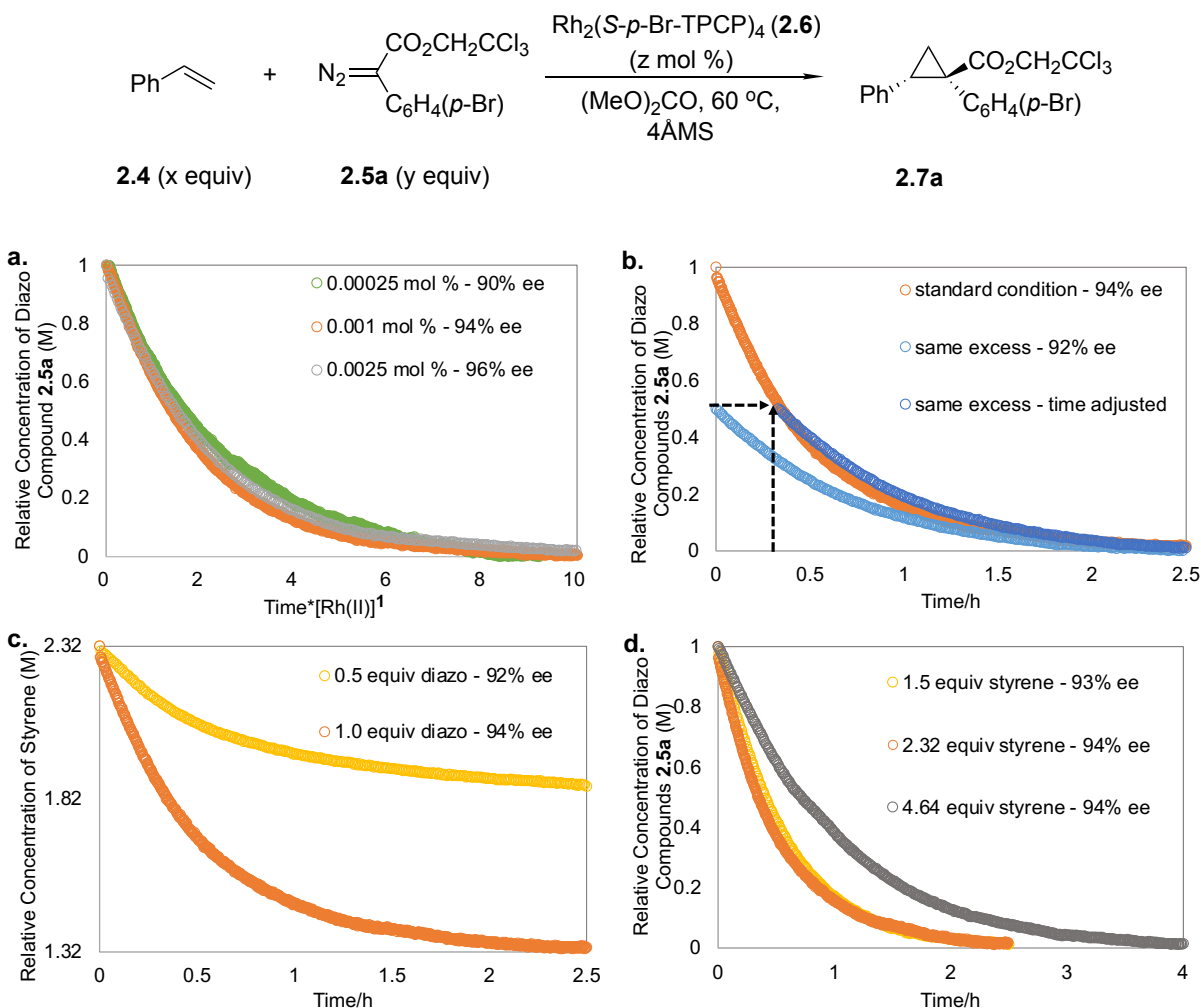 Rh2(S-p-Br-TPCP)4 (2.6)
(z mol %)
(MeO)2CO, 60 oC,
4ÅMS
Ph
+
N2
CO2CH2CCl3
C6H4(p-Br)
Ph
CO2CH2CCl3
C6H4(p-Br)
2.4 (x equiv)
2.5a (y equiv)
2.7a
a.
Relative Concentration of Diazo
Compound 2.5a (M)
1
0.8
0.6
0.4
0.2
0
0.00025 mol % - 90% ee
0.001 mol % - 94% ee
0.0025 mol % - 96% ee
0
2
4
6
8
10
Time*[Rh(II)]1
b.
Relative Concentration of Diazo
Compounds 2.5a (M)
1
0.8
0.6
0.4
0.2
0
standard condition - 94% ee
same excess - 92% ee
same excess - time adjusted
0
0.5
1
1.5
2
2.5
Time/h
c.
Relative Concentration of Styrene (M)
2.32
1.82
1.32
0.5 equiv diazo - 92% ee
1.0 equiv diazo - 94% ee
0
0.5
1
1.5
2
2.5
Time/h
d.
Relative Concentration of Diazo
Compounds 2.5a (M)
1
0.8
0.6
0.4
0.2
0
1.5 equiv styrene - 93% ee
2.32 equiv styrene - 94% ee
4.64 equiv styrene - 94% ee
0
1
2
3
4
Time/h